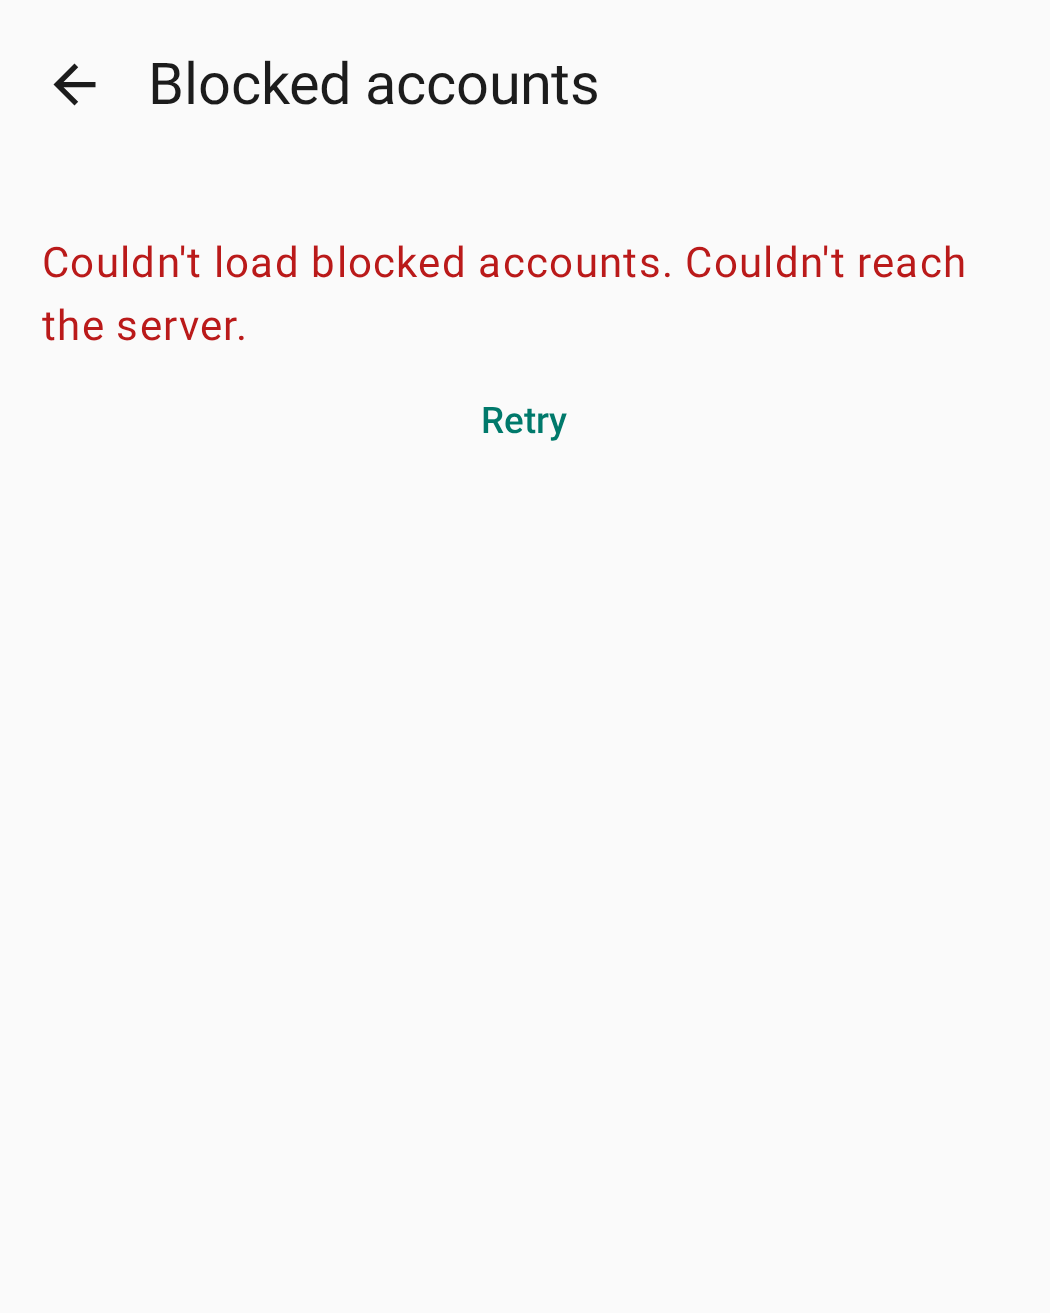 Blocked accounts
Couldn't load blocked accounts. Couldn't reach
the server.
Retry